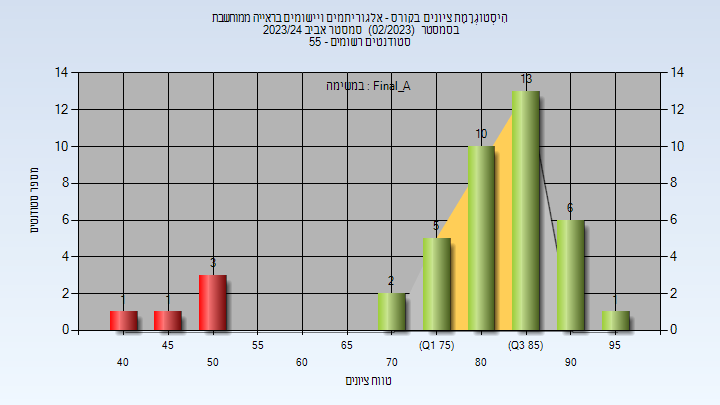 הִיסְטוֹגְרָמַת ציונים בקורס - אלגוריתמים ויישומים בראייה ממוחשבת
בסמסטר (02/2023) סמסטר אביב 2023/24
סטודנטים רשומים - 55
במשימה : Final_A
14 14
12 12
10 10
8 8
6 6
4 4
2 2
0 0
מספר סטודנטים
1 1 3 2 5 10 13 6 1
45 55 65 (Q1 75) (Q3 85) 95
40 50 60 70 80 90
טווח ציונים